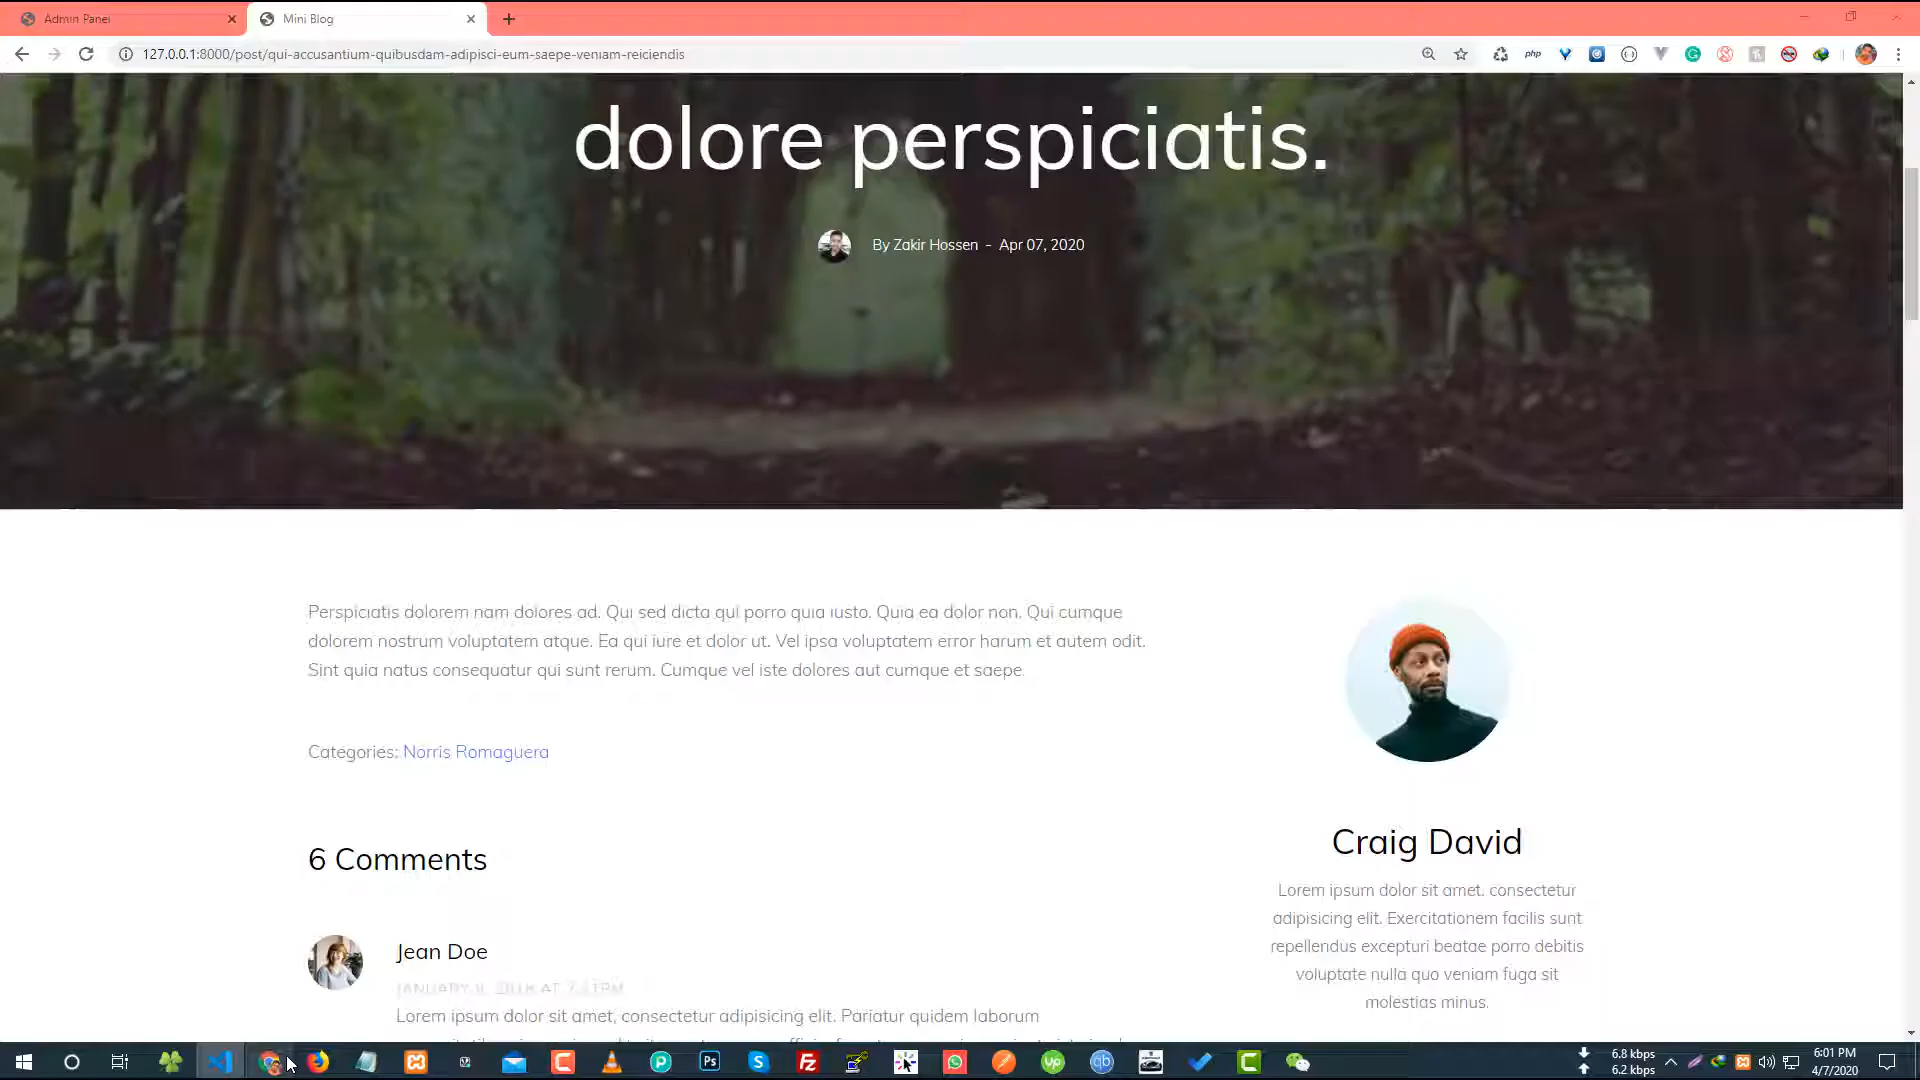 Admin Panel
Mini Blog
127.0.0.1:8000/post/qui-accusantium-quibusdam-adipisci-eum-saepe-veniam-reiciendis
php
dolore perspiciatis.
By Zakir Hossen - Apr 07, 2020
Perspiciatis dolorem nam dolores ad. Qui sed dicta qui porro quia iusto. Quia ea dolor non. Qui cumque
dolorem nostrum voluptatem atque. Ea qui iure et dolor ut. Vel ipsa voluptatem error harum et autem odit.
Sint quia natus consequatur qui sunt rerum. Cumque vel iste dolores aut cumque et saepe.
Categories: Norris Romaguera
6 Comments
Jean Doe
JANUARY 9, 2018 AT 2:21PM
Lorem ipsum dolor sit amet, consectetur adipisicing elit. Pariatur quidem laborum
Craig David
Lorem ipsum dolor sit amet, consectetur
adipisicing elit. Exercitationem facilis sunt
repellendus excepturi beatae porro debitis
voluptate nulla quo veniam fuga sit
molestias minus.
6.8 kbps
6.2 kbps
6:01 PM
4/7/2020